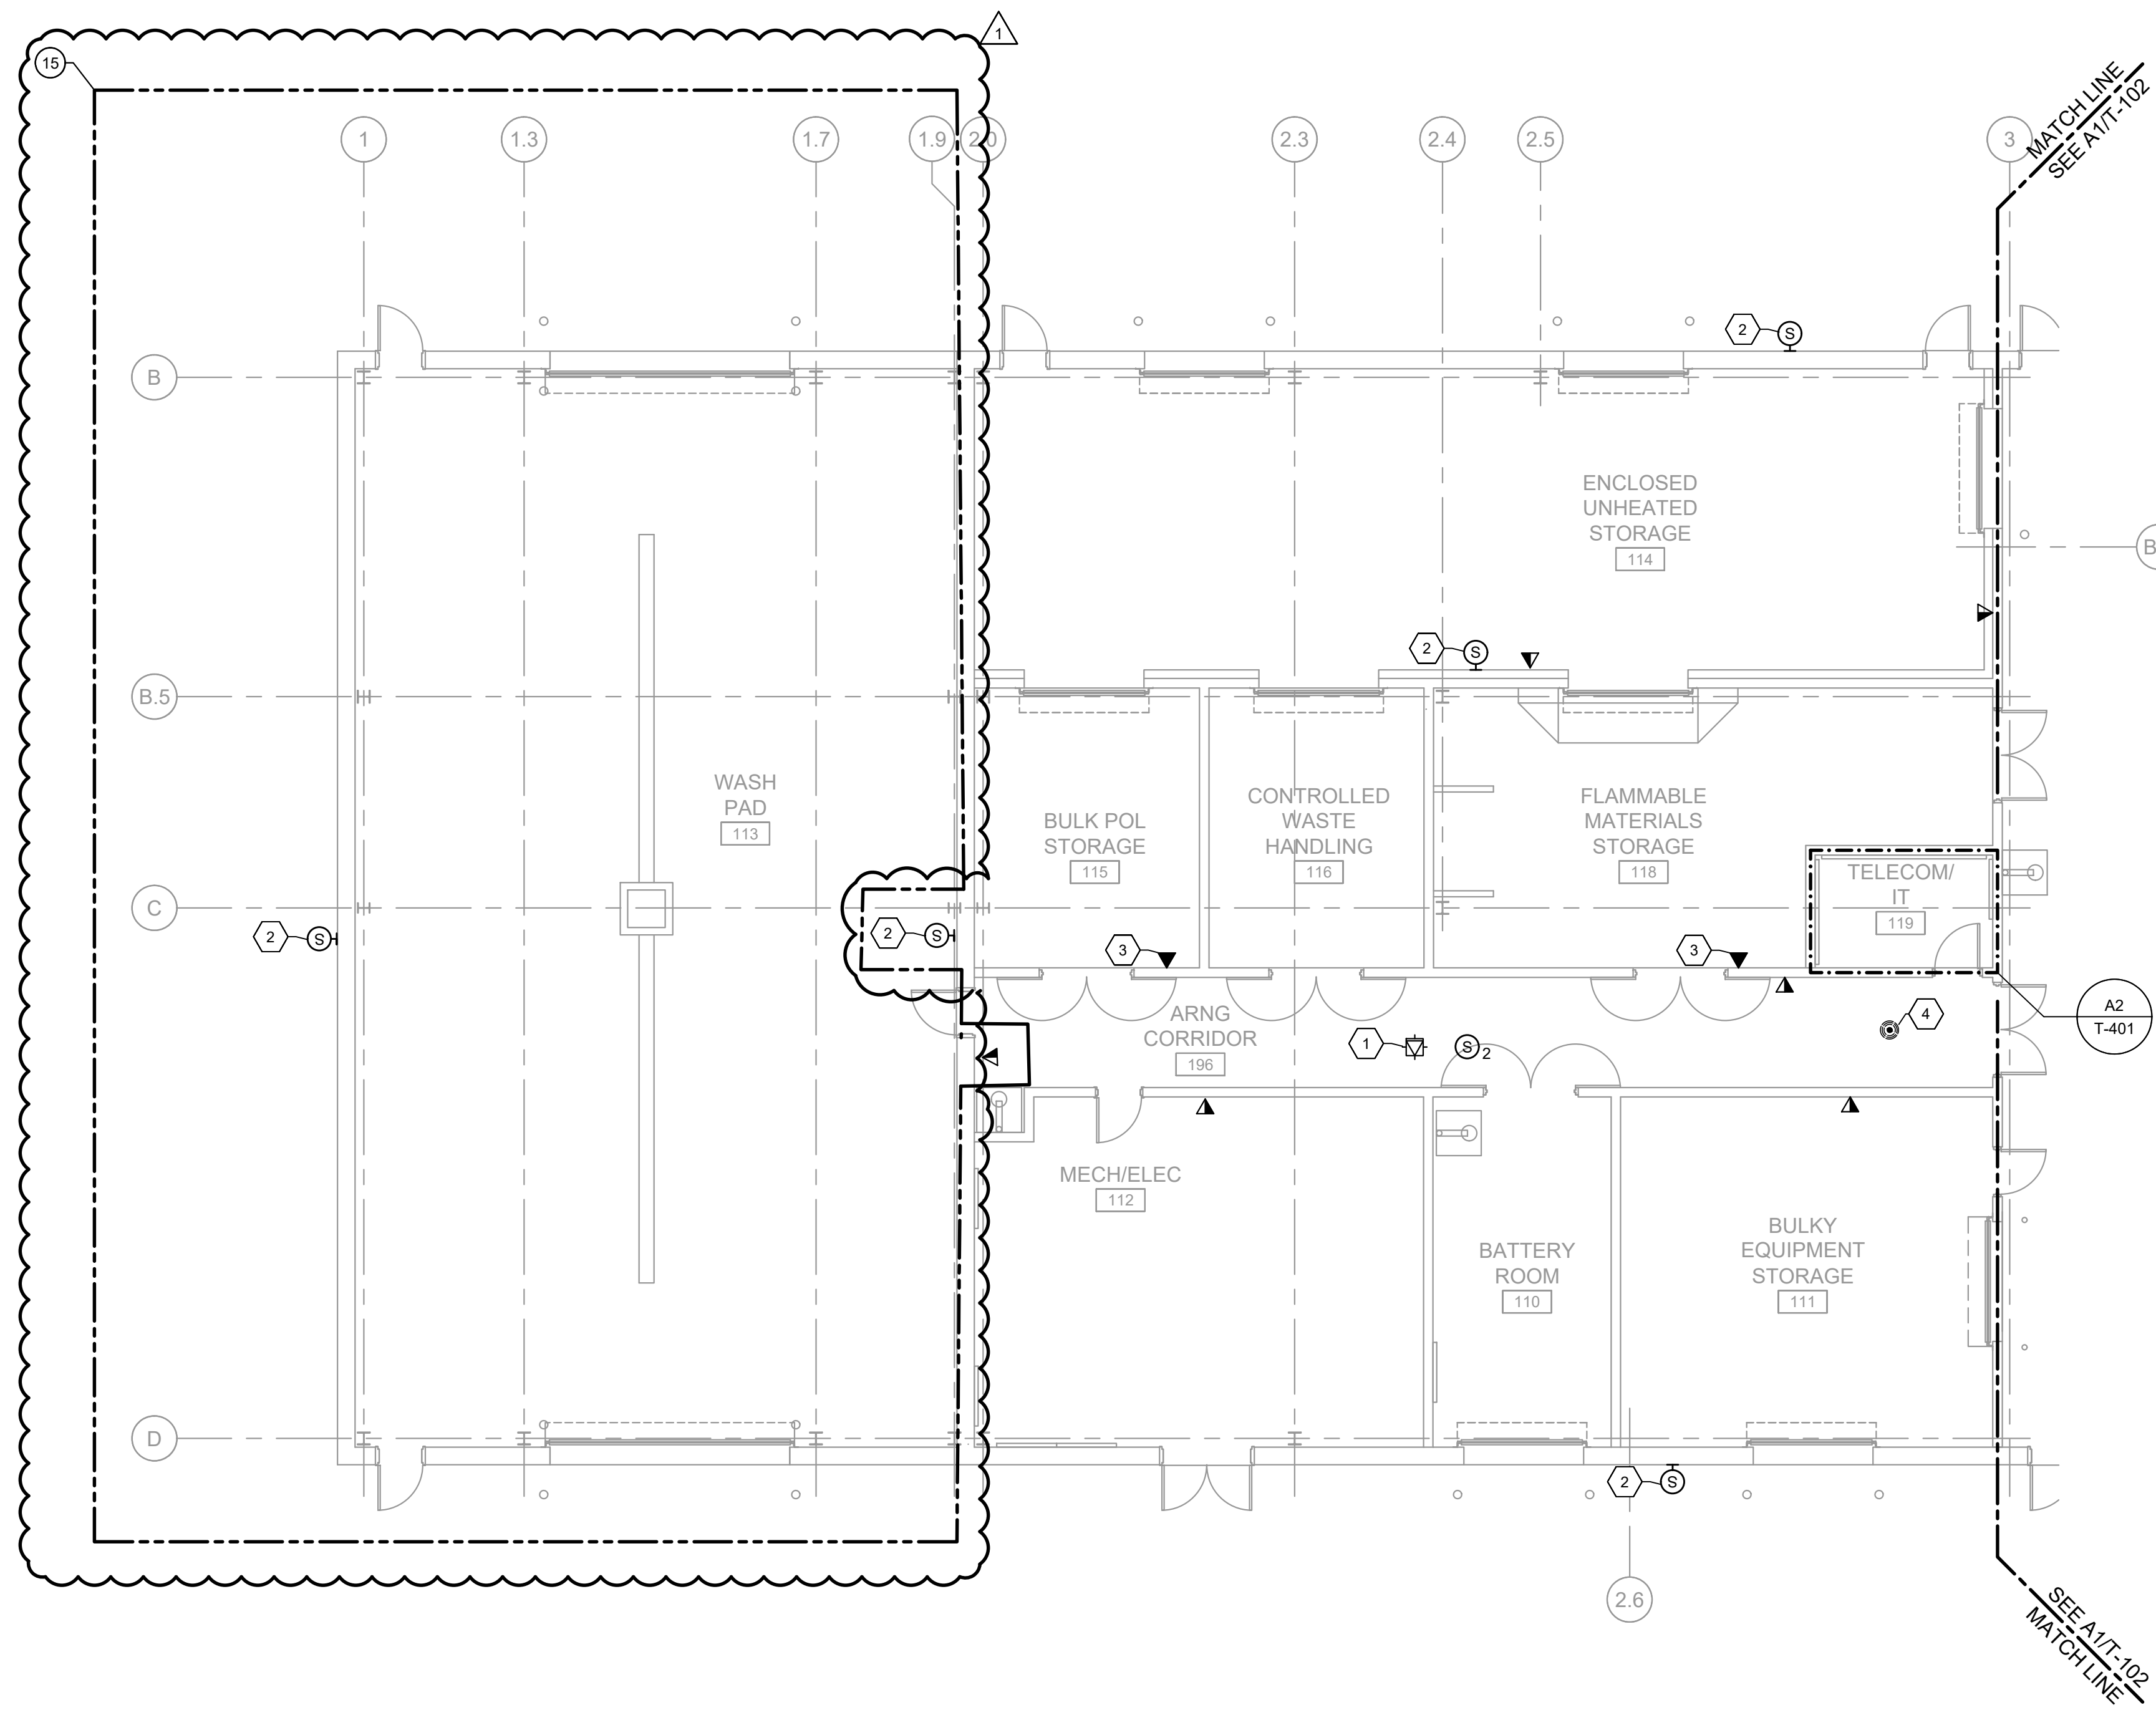 1
15
MATCH LINE
SEE A1/T-102
1
1.3
1.7
1.9
2.0
2.3
2.4
2.5
3
2
S
B
ENCLOSED
UNHEATED
STORAGE
114
B
2
S
B.5
WASH
PAD
113
BULK POL
STORAGE
115
CONTROLLED
WASTE
HANDLING
116
FLAMMABLE
MATERIALS
STORAGE
118
TELECOM/
IT
119
C
2
S
2
S
3
3
ARNG
CORRIDOR
196
1
S
2
4
A2
T-401
MECH/ELEC
112
BATTERY
ROOM
110
BULKY
EQUIPMENT
STORAGE
111
D
2
S
2.6
SEE A1/T-102
MATCH LINE